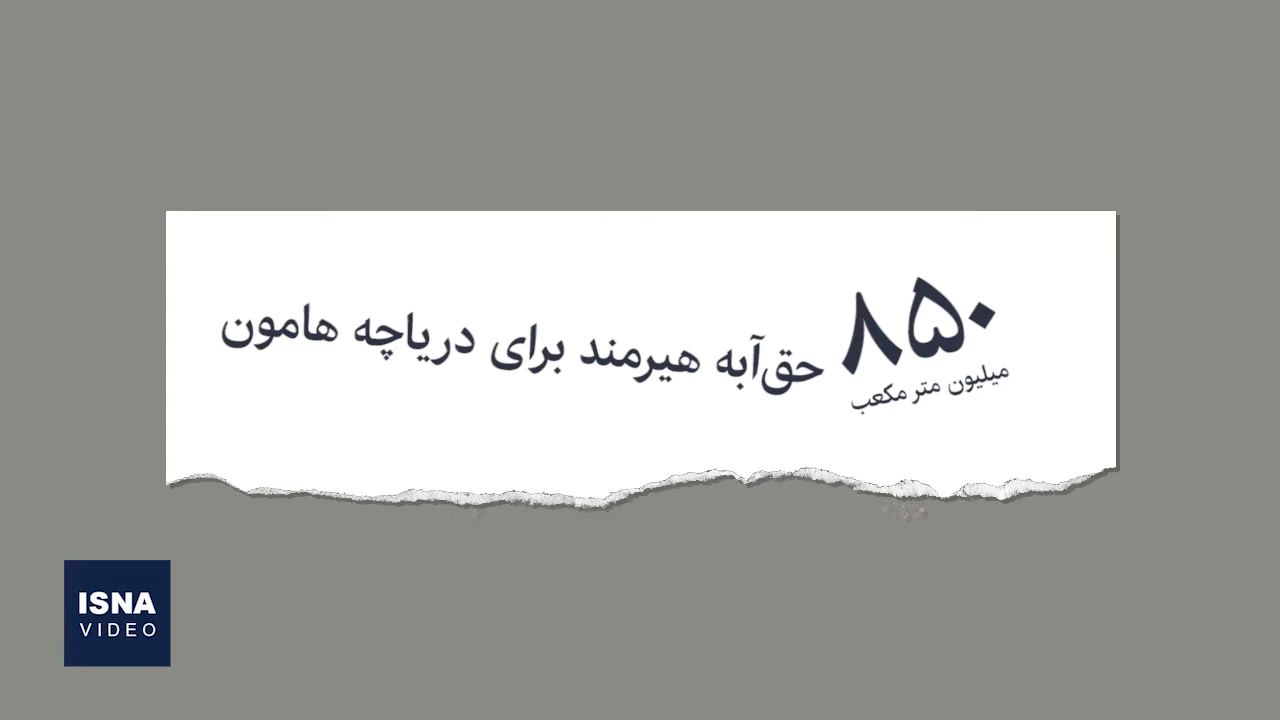 ۸۵۰
میلیون متر مکعب
حق‌آبه هیرمند برای دریاچه هامون
ISNA
VIDEO